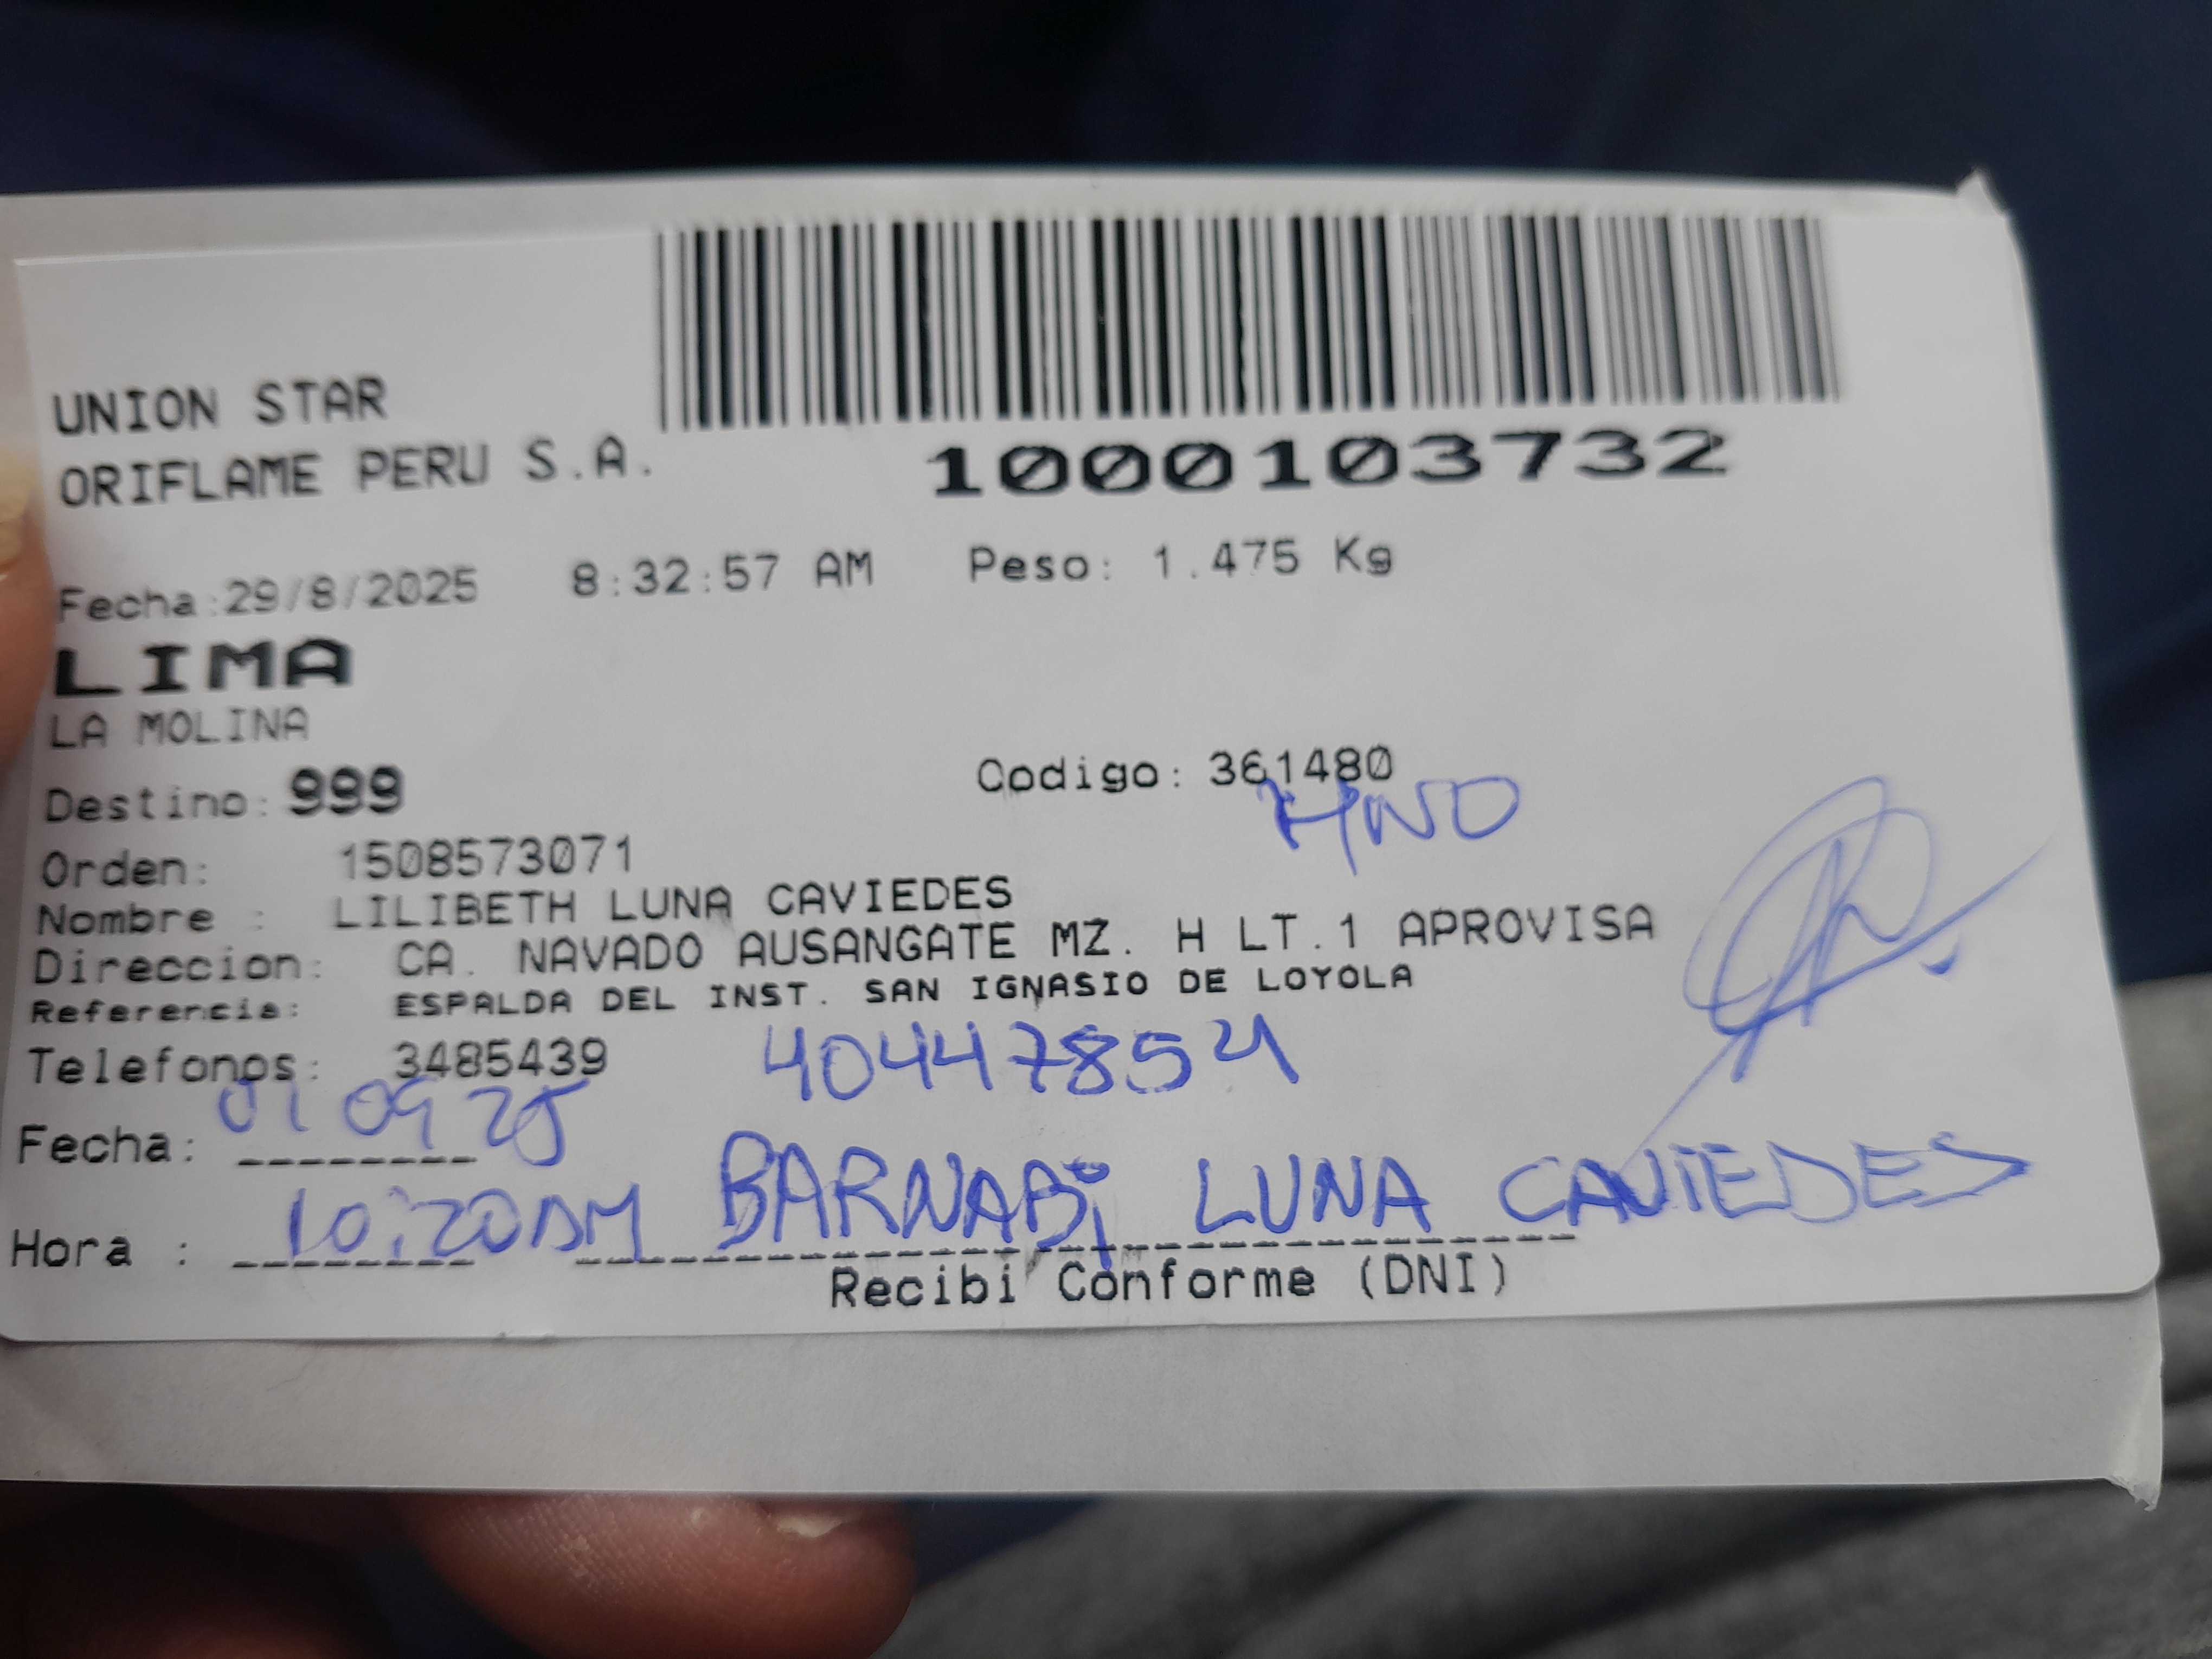 UNION STAR
ORIFLAME PERU S.A.
1000103732
Fecha:29/8/2025 8:32:57 AM Peso: 1.475 Kg
LIMA
LA MOLINA
Destino: 999 Codigo: 361480
HNO
Orden: 1508573071
Nombre : LILIBETH LUNA CAVIEDES
Direccion: CA. NAVADO AUSANGATE MZ. H LT.1 APROVISA
Referencia: ESPALDA DEL INST. SAN IGNASIO DE LOYOLA
Telefonos: 3485439 40447854
Fecha: 01 09 25
Hora : 10:20AM LUNA CAVIEDES
Recibi Conforme (DNI)